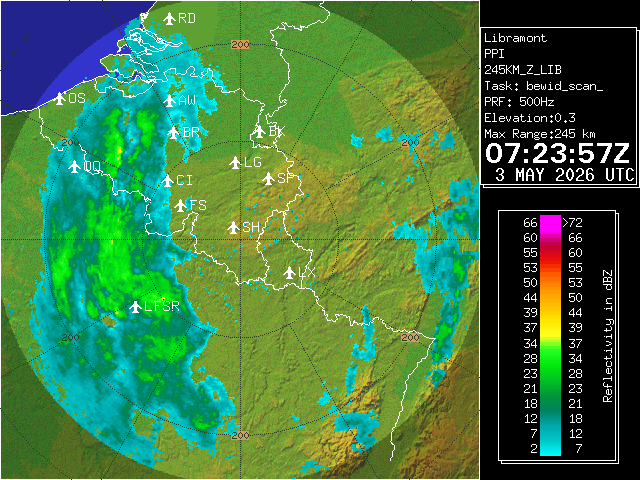 Libramont
PPI
245KM_Z_LIB
Task: bewid_scan_
PRF: 500Hz
Elevation:0.3
Max Range:245 km
07:23:57Z
3 MAY 2026 UTC
66 >72
60 66
55 60
53 55
50 53
44 50
39 44
37 39
34 37
28 34
23 28
21 23
18 21
12 18
7 12
2 7
Reflectivity in dBZ
RD
200
OS
AW
BR
BK
QQ
LG
CI
SP
FS
SH
LX
LFSR
200
200
200